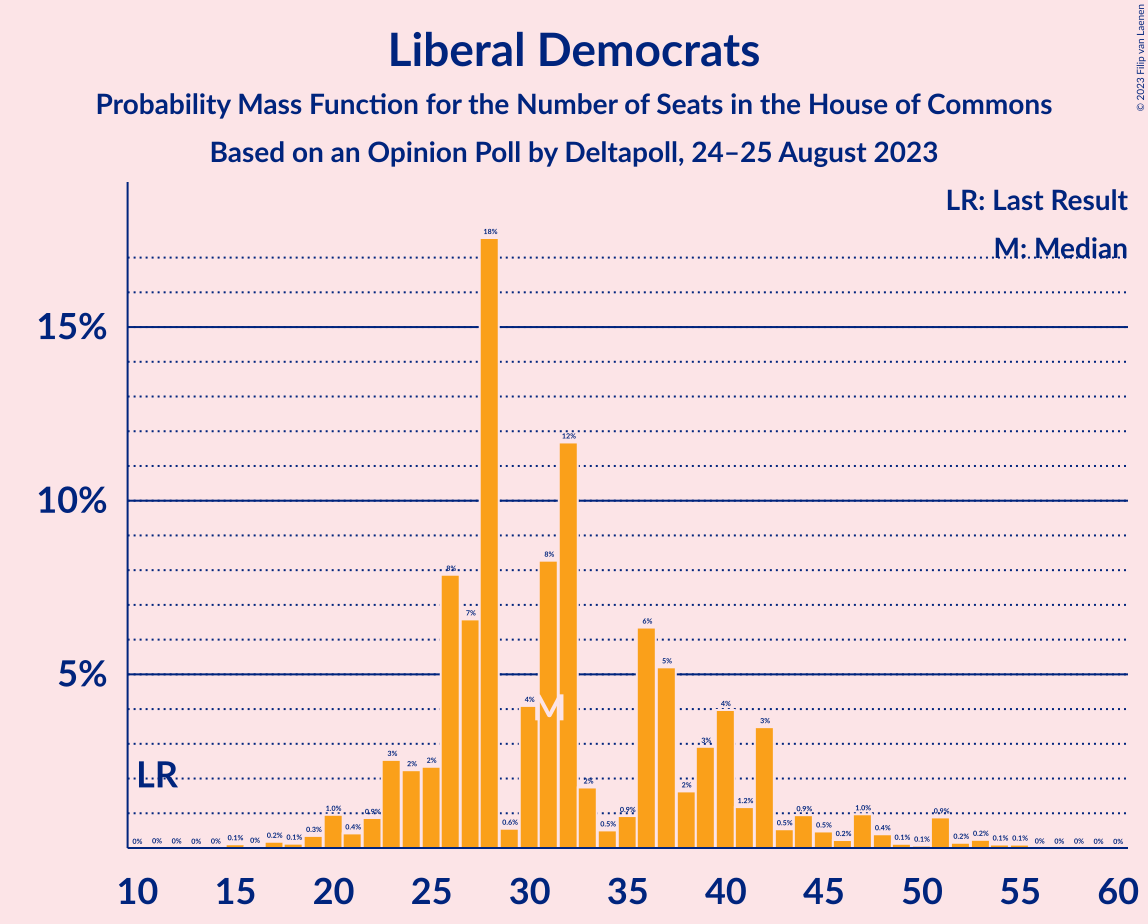 Liberal Democrats
Probability Mass Function for the Number of Seats in the House of Commons
Based on an Opinion Poll by Deltapoll, 24–25 August 2023
© 2023 Filip van Laenen
LR: Last Result
M: Median
15%
10%
5%
LR
M
0% 0% 0% 0% 0% 0.1% 0% 0.2% 0.1% 0.3% 1.0% 0.4% 0.9% 3% 2% 2% 8% 7% 18% 0.6% 4% 8% 12% 2% 0.5% 0.9% 6% 5% 2% 3% 4% 1.2% 3% 0.5% 0.9% 0.5% 0.2% 1.0% 0.4% 0.1% 0.1% 0.9% 0.2% 0.2% 0.1% 0.1% 0% 0% 0% 0% 0%
10 15 20 25 30 35 40 45 50 55 60